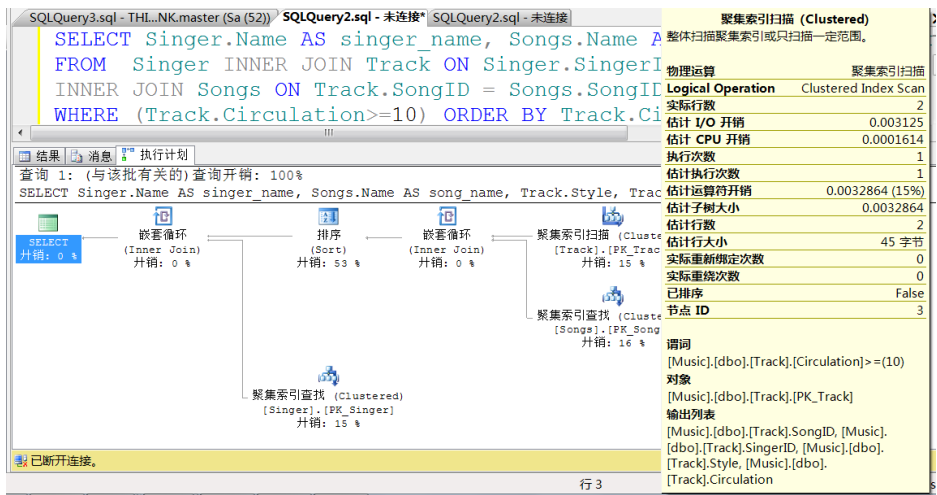 SQLQuery3.sql - THI...NK.master (Sa (52)) SQLQuery2.sql - 未连接* SQLQuery2.sql - 未连接
SELECT Singer.Name AS singer_name, Songs.Name A
FROM Singer INNER JOIN Track ON Singer.SingerI
INNER JOIN Songs ON Track.SongID = Songs.SongID
WHERE (Track.Circulation>=10) ORDER BY Track.Ci
结果 消息 执行计划
查询 1: (与该批有关的)查询开销: 100%
SELECT Singer.Name AS singer_name, Songs.Name AS song_name, Track.Style, Trac
SELECT
开销: 0 %
嵌套循环
(Inner Join)
开销: 0 %
排序
(Sort)
开销: 53 %
嵌套循环
(Inner Join)
开销: 0 %
聚集索引扫描 (Cluste
[Track].[PK_Trac
开销: 15 %
聚集索引查找 (Cluste
[Songs].[PK_Song
开销: 16 %
聚集索引查找 (Clustered)
[Singer].[PK_Singer]
开销: 15 %
已断开连接。
行 3
聚集索引扫描 (Clustered)
整体扫描聚集索引或只扫描一定范围。
物理运算 聚集索引扫描
Logical Operation Clustered Index Scan
实际行数 2
估计 I/O 开销 0.003125
估计 CPU 开销 0.0001614
执行次数 1
估计执行次数 1
估计运算符开销 0.0032864 (15%)
估计子树大小 0.0032864
估计行数 2
估计行大小 45 字节
实际重新绑定次数 0
实际重绕次数 0
已排序 False
节点 ID 3
谓词
[Music].[dbo].[Track].[Circulation]>=(10)
对象
[Music].[dbo].[Track].[PK_Track]
输出列表
[Music].[dbo].[Track].SongID, [Music].
[dbo].[Track].SingerID, [Music].[dbo].
[Track].Style, [Music].[dbo].
[Track].Circulation